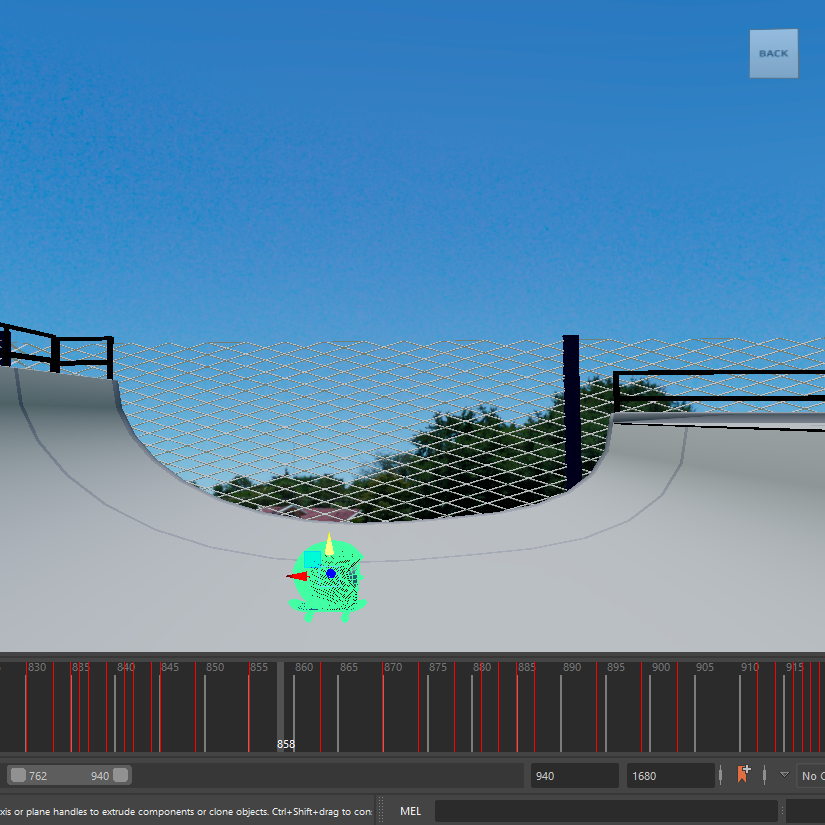 BACK
830 835 840 845 850 855 860 865 870 875 880 885 890 895 900 905 910 915
858
762 940 940 1680 No C
xis or plane handles to extrude components or clone objects. Ctrl+Shift+drag to con: MEL